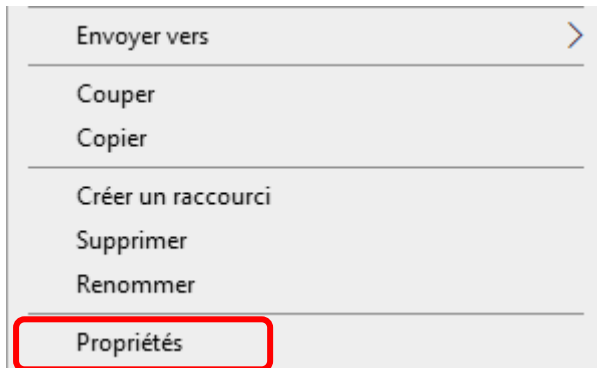 Envoyer vers
Couper
Copier
Créer un raccourci
Supprimer
Renommer
Propriétés